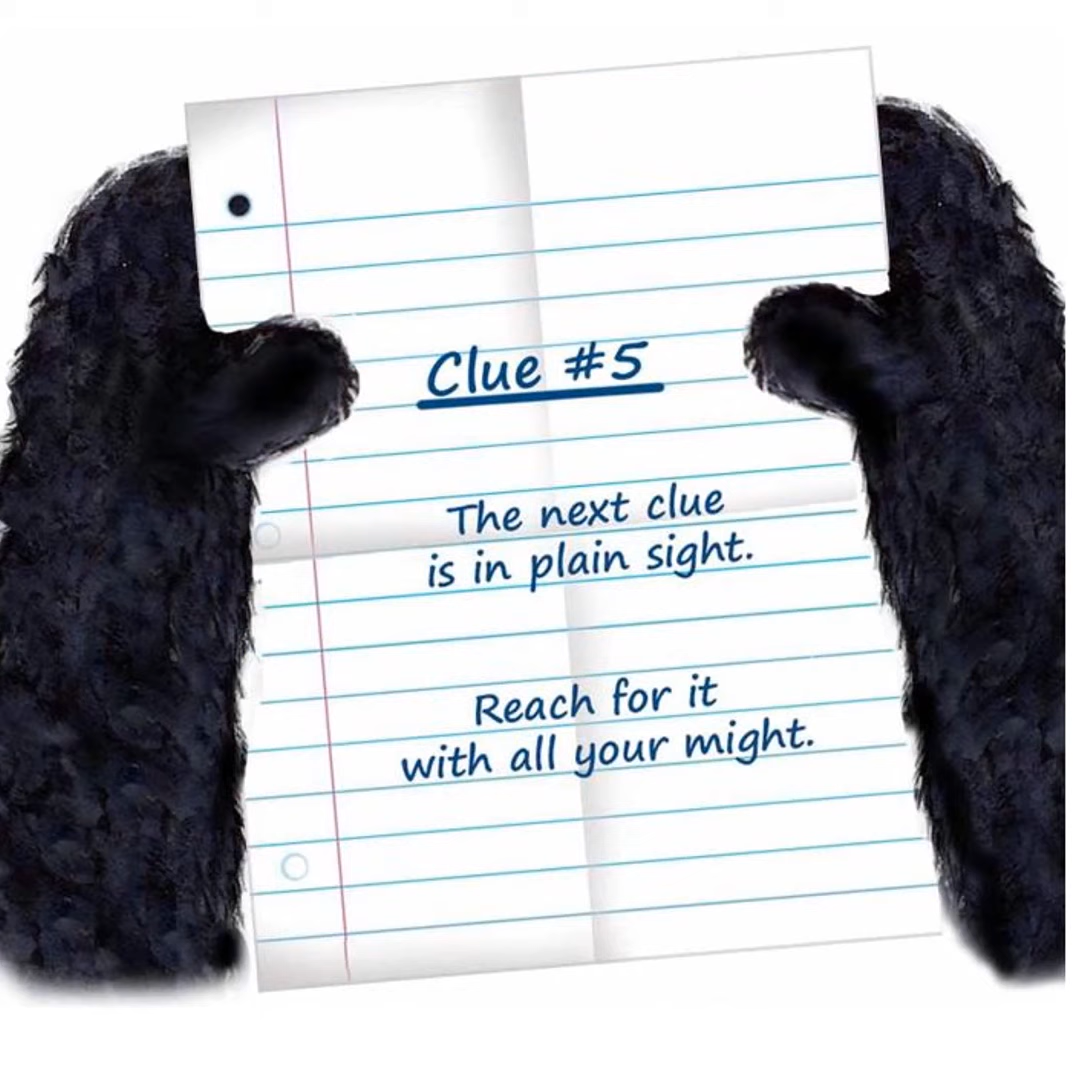 Clue #5
The next clue
is in plain sight.
Reach for it
with all your might.